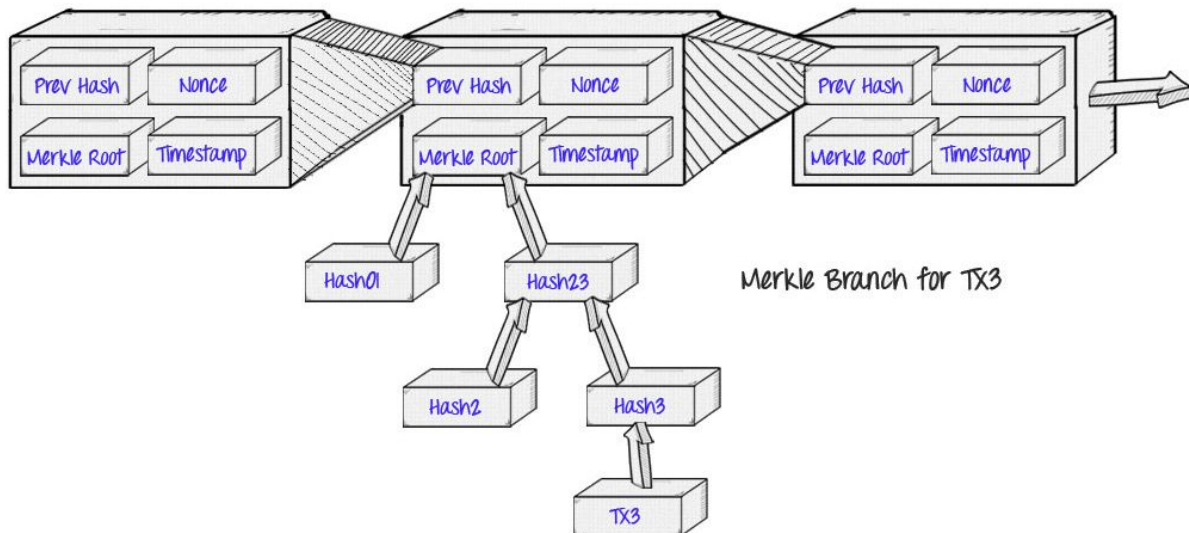 Prev Hash Nonce Prev Hash Nonce Prev Hash Nonce
Merkle Root Timestamp Merkle Root Timestamp Merkle Root Timestamp
Hash01 Hash23
Merkle Branch for TX3
Hash2 Hash3
TX3